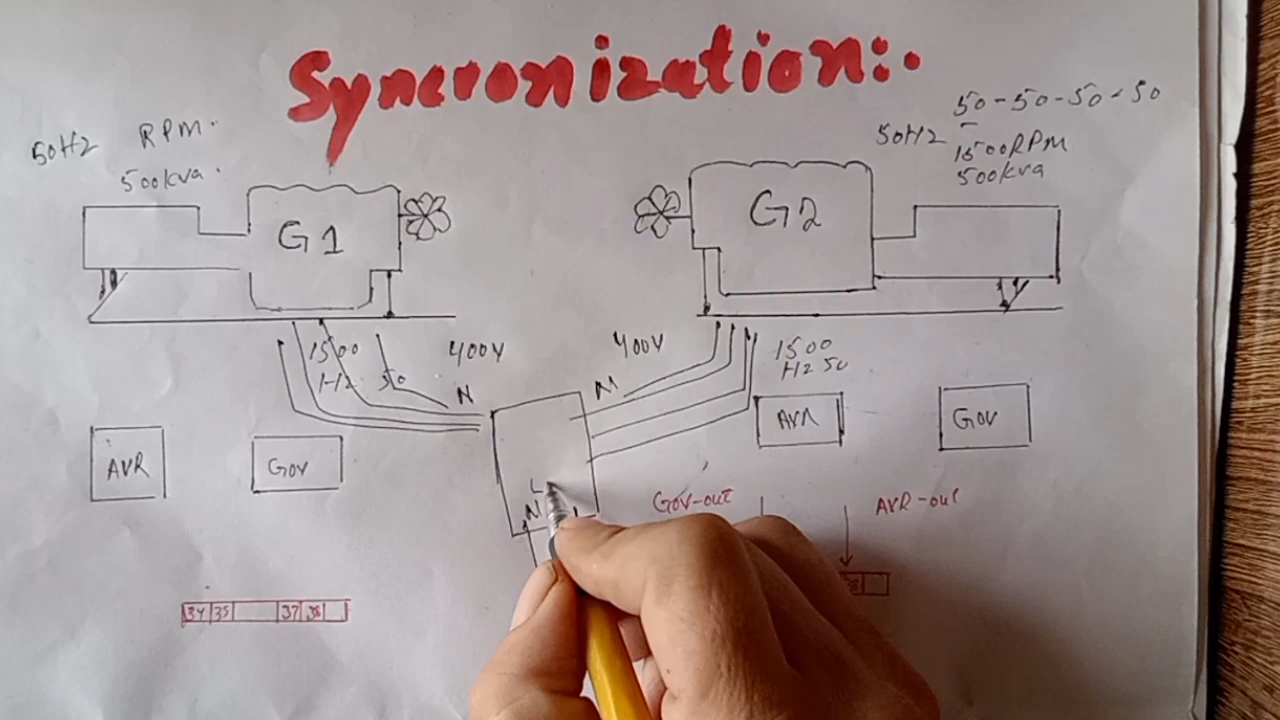 Syncronization:.
50Hz RPM.
500kva.
50-50-50-50
50Hz 1500RPM
500kva
G1
G2
1500
Hz 50
400V
N
400V
N
1500
Hz 50
AVR
Gov
AVR
Gov
L
N
Gov-out
AVR-out
34 35 37 38